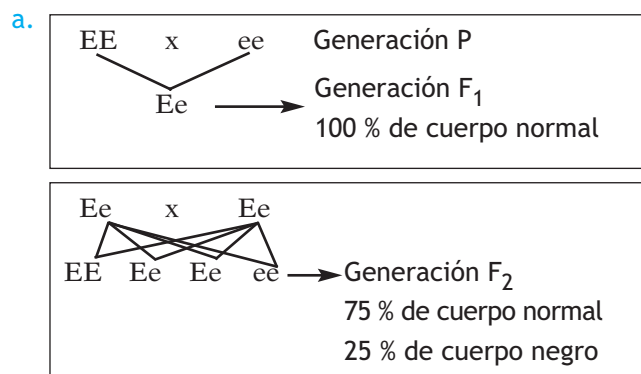 a.
EE x ee Generación P
Ee Generación F1
100 % de cuerpo normal
Ee x Ee
EE Ee Ee ee Generación F2
75 % de cuerpo normal
25 % de cuerpo negro